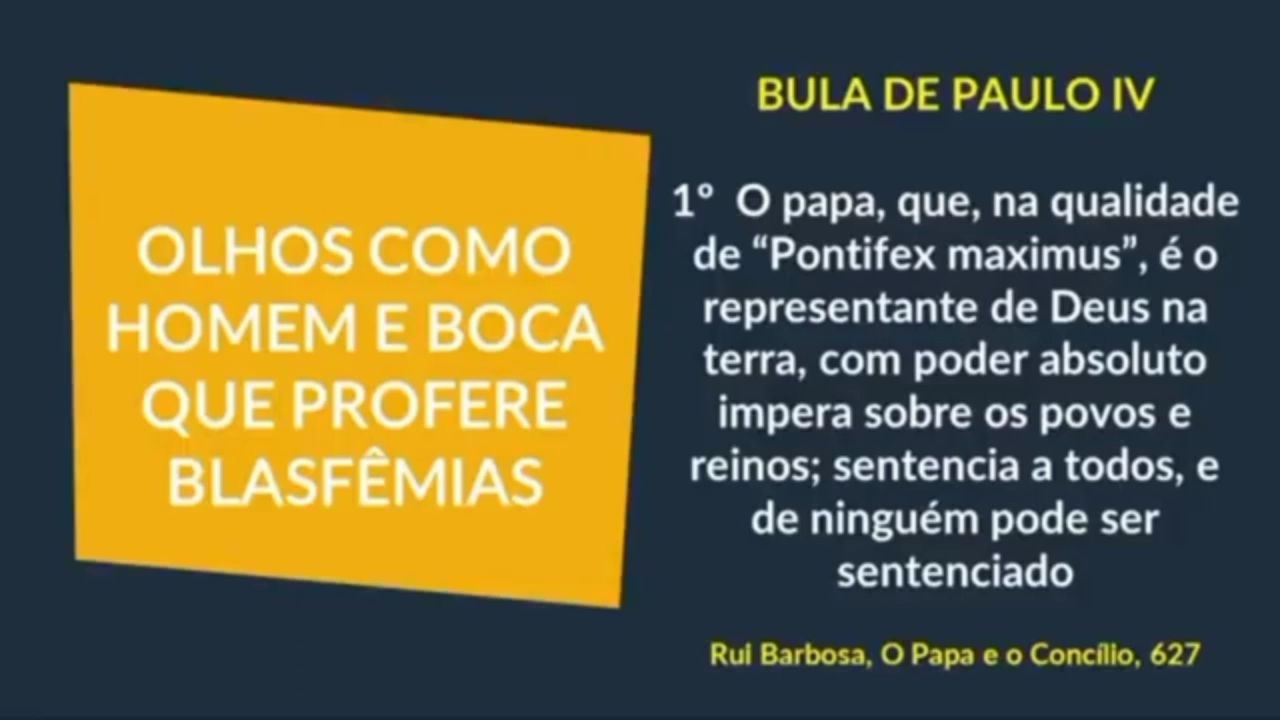 OLHOS COMO
HOMEM E BOCA
QUE PROFERE
BLASFÊMIAS
BULA DE PAULO IV
1º O papa, que, na qualidade
de “Pontifex maximus”, é o
representante de Deus na
terra, com poder absoluto
impera sobre os povos e
reinos; sentencia a todos, e
de ninguém pode ser
sentenciado
Rui Barbosa, O Papa e o Concílio, 627